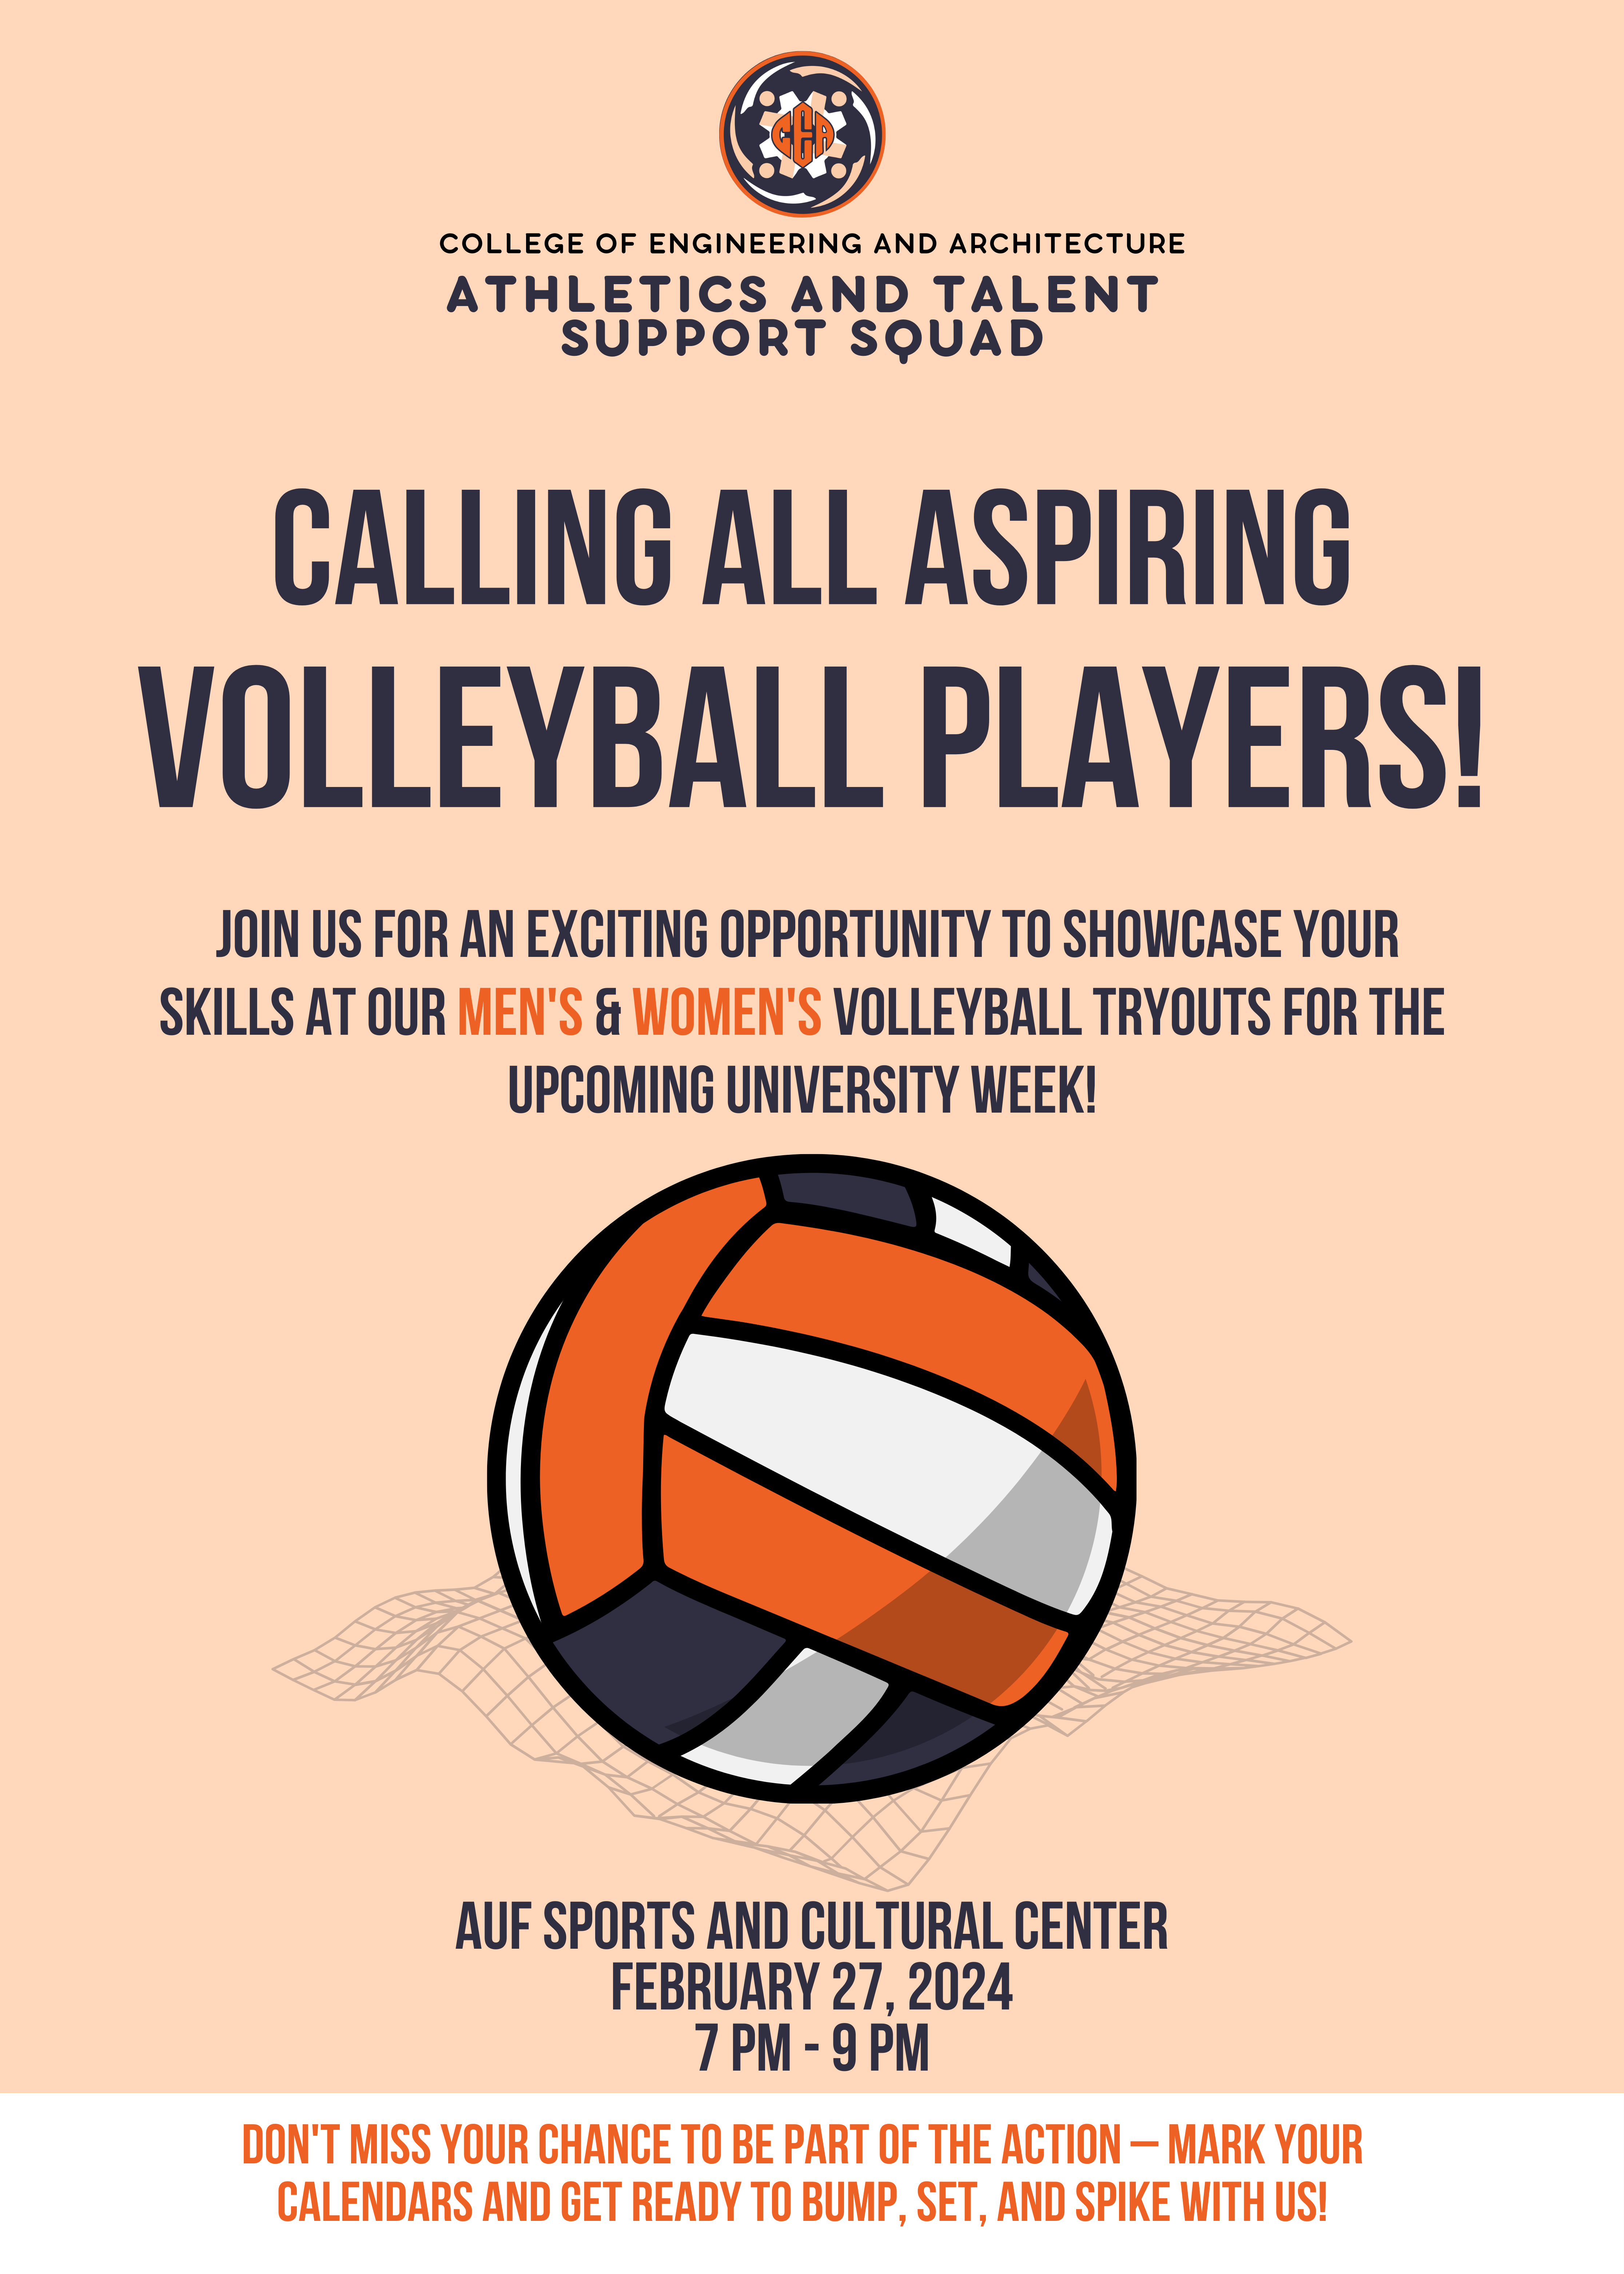 CEA
COLLEGE OF ENGINEERING AND ARCHITECTURE
ATHLETICS AND TALENT
SUPPORT SQUAD
CALLING ALL ASPIRING
VOLLEYBALL PLAYERS!
JOIN US FOR AN EXCITING OPPORTUNITY TO SHOWCASE YOUR
SKILLS AT OUR MEN'S & WOMEN'S VOLLEYBALL TRYOUTS FOR THE
UPCOMING UNIVERSITY WEEK!
AUF SPORTS AND CULTURAL CENTER
FEBRUARY 27, 2024
7 PM - 9 PM
DON'T MISS YOUR CHANCE TO BE PART OF THE ACTION – MARK YOUR
CALENDARS AND GET READY TO BUMP, SET, AND SPIKE WITH US!